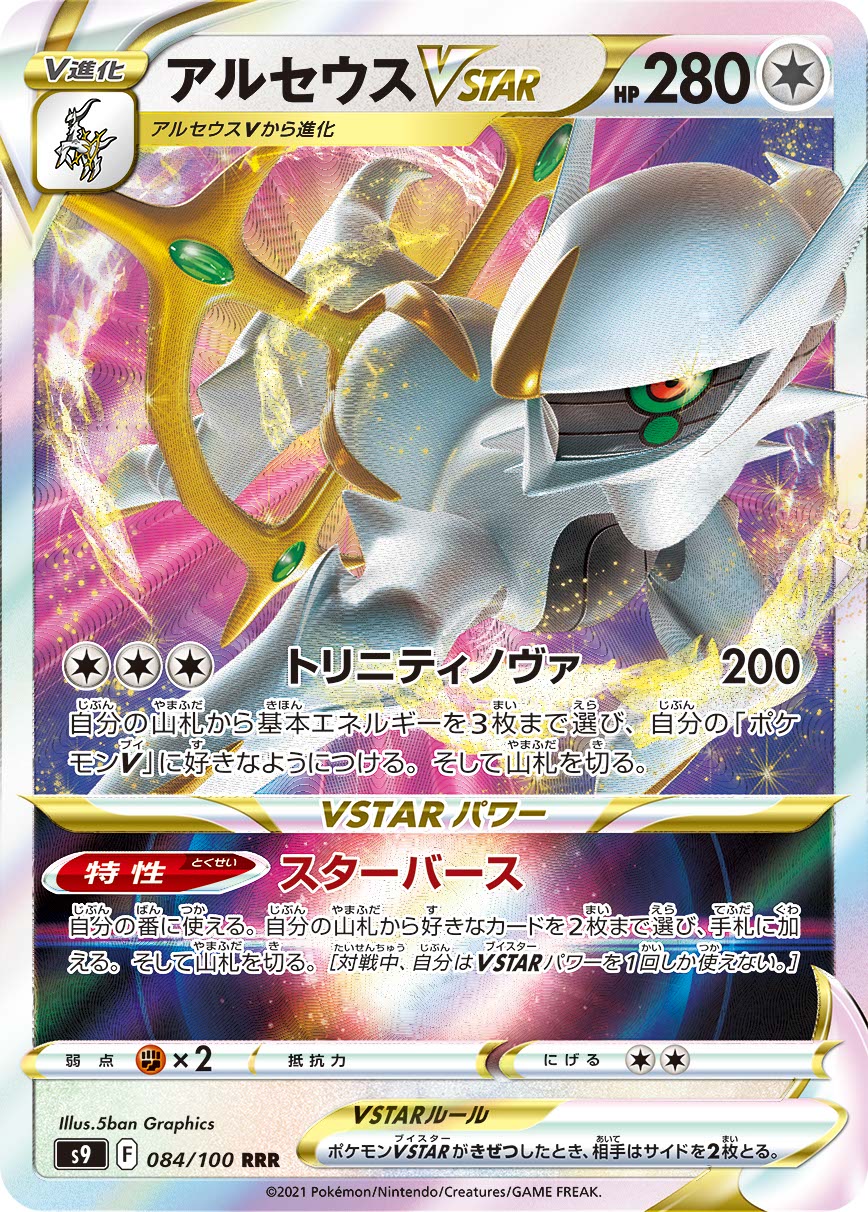 V進化
アルセウスVSTAR HP280
アルセウスVから進化
トリニティノヴァ 200
自分の山札から基本エネルギーを3枚まで選び、自分の「ポケ
モンV」に好きなようにつける。そして山札を切る。
VSTARパワー
特性 スターバース
自分の番に使える。自分の山札から好きなカードを2枚まで選び、手札に加
える。そして山札を切る。[対戦中、自分はVSTARパワーを1回しか使えない。]
弱点 ×2 抵抗力 にげる
Illus.5ban Graphics
VSTARルール
ポケモンVSTARがきぜつしたとき、相手はサイドを2枚とる。
s9 F 084/100 RRR
©2021 Pokémon/Nintendo/Creatures/GAME FREAK.